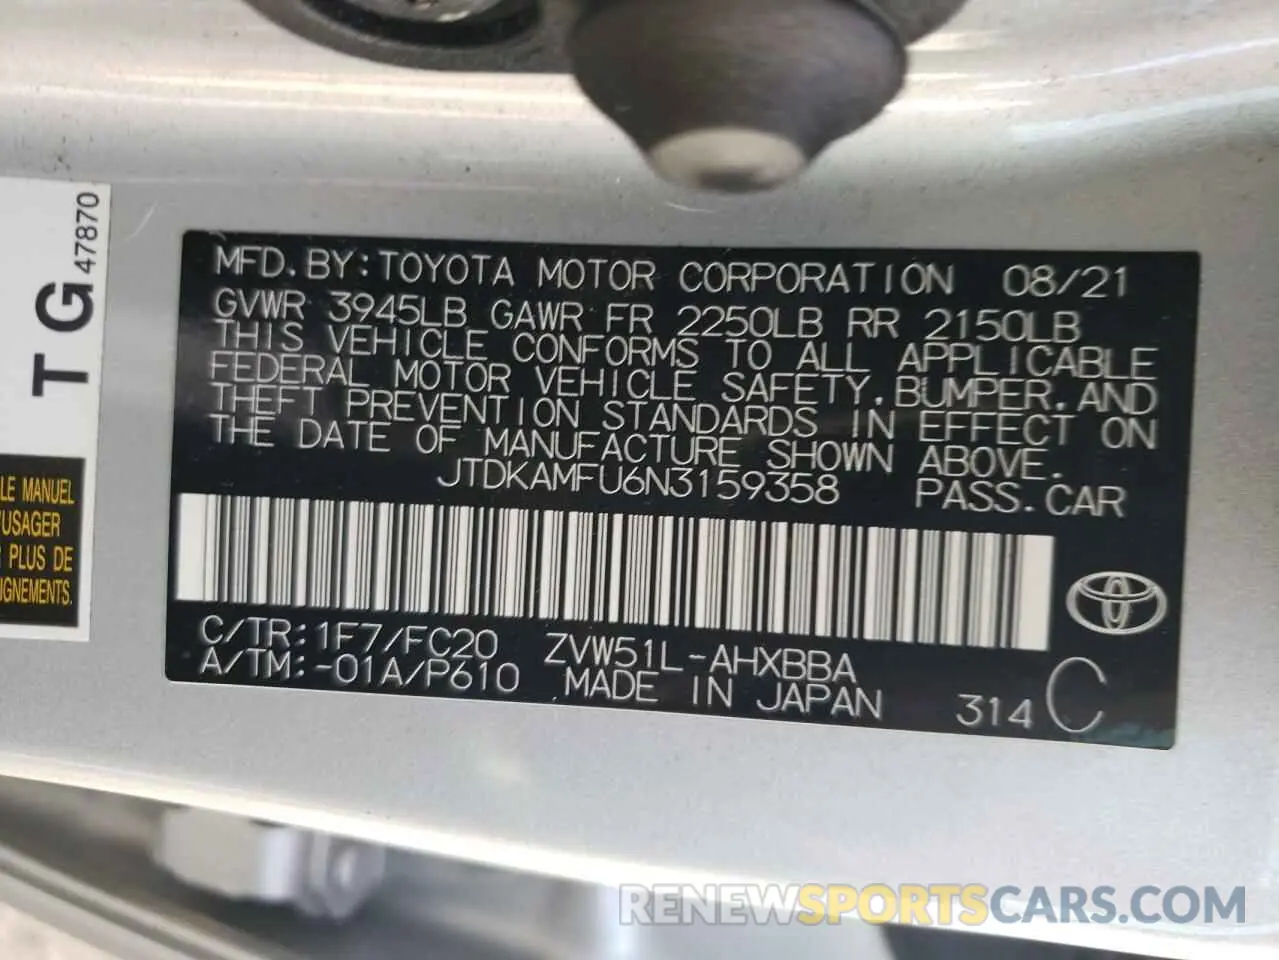 TG 47870
LE MANUEL
'USAGER
PLUS DE
IGNEMENTS.
MFD.BY:TOYOTA MOTOR CORPORATION 08/21
GVWR 3945LB GAWR FR 2250LB RR 2150LB
THIS VEHICLE CONFORMS TO ALL APPLICABLE
FEDERAL MOTOR VEHICLE SAFETY,BUMPER,AND
THEFT PREVENTION STANDARDS IN EFFECT ON
THE DATE OF MANUFACTURE SHOWN ABOVE.
JTDKAMFU6N3159358 PASS.CAR
C/TR:1F7/FC20 ZVW51L-AHXBBA
A/TM:-01A/P610 MADE IN JAPAN 314 C
RENEWSPORTSCARS.COM